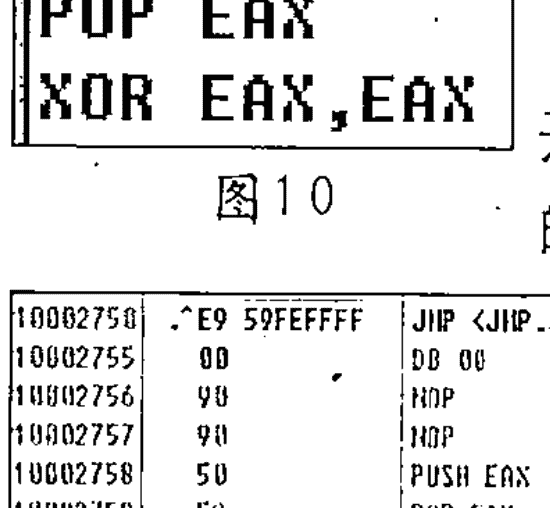 POP EAX
XOR EAX,EAX
图10
10002750 .^E9 59FEFFFF JMP <JMP.
10002755 00 DB 00
10002756 90 NOP
10002757 90 NOP
10002758 50 PUSH EAX